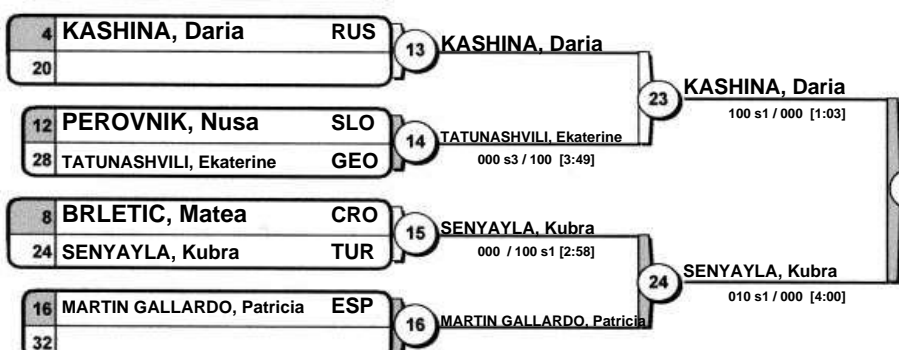 4 KASHINA, Daria RUS
20
13
KASHINA, Daria
12 PEROVNIK, Nusa SLO
28 TATUNASHVILI, Ekaterine GEO
14
TATUNASHVILI, Ekaterine
000 s3 / 100 [3:49]
23
KASHINA, Daria
100 s1 / 000 [1:03]
8 BRLETIC, Matea CRO
24 SENYAYLA, Kubra TUR
15
SENYAYLA, Kubra
000 / 100 s1 [2:58]
16 MARTIN GALLARDO, Patricia ESP
32
16
MARTIN GALLARDO, Patricia
24
SENYAYLA, Kubra
010 s1 / 000 [4:00]